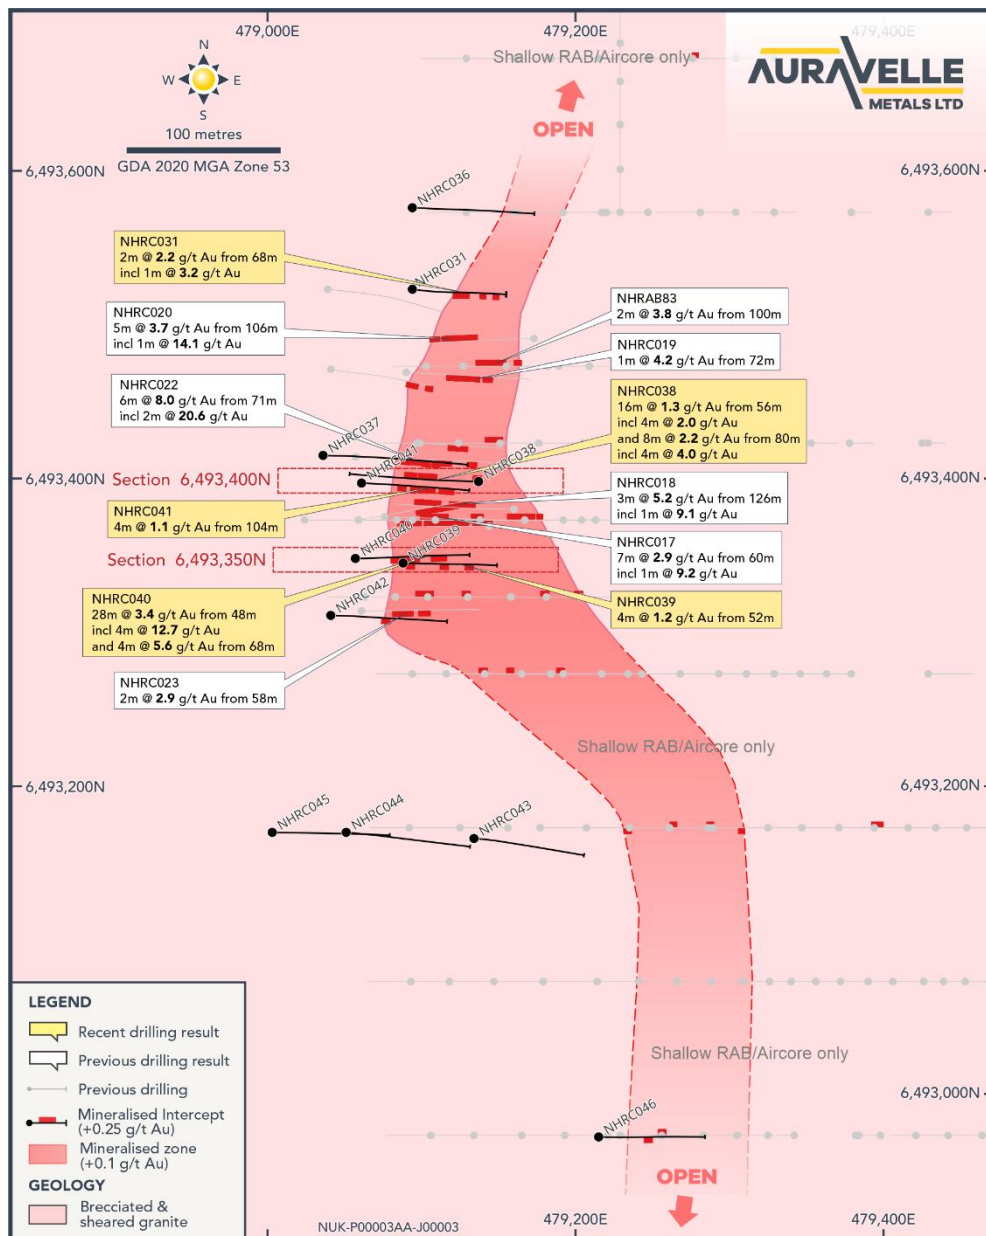 479,000E
479,200E
479,400E
N
W
E
S
100 metres
GDA 2020 MGA Zone 53
Shallow RAB/Aircore only
OPEN
AURAVELLE
METALS LTD
6,493,600N
6,493,600N
NHRC036
NHRC031
2m @ 2.2 g/t Au from 68m
incl 1m @ 3.2 g/t Au
NHRC031
NHRC020
5m @ 3.7 g/t Au from 106m
incl 1m @ 14.1 g/t Au
NHRAB83
2m @ 3.8 g/t Au from 100m
NHRC019
1m @ 4.2 g/t Au from 72m
NHRC022
6m @ 8.0 g/t Au from 71m
incl 2m @ 20.6 g/t Au
NHRC038
16m @ 1.3 g/t Au from 56m
incl 4m @ 2.0 g/t Au
and 8m @ 2.2 g/t Au from 80m
incl 4m @ 4.0 g/t Au
NHRC037
NHRC041
NHRC038
Section 6,493,400N
6,493,400N
6,493,400N
NHRC041
4m @ 1.1 g/t Au from 104m
NHRC018
3m @ 5.2 g/t Au from 126m
incl 1m @ 9.1 g/t Au
NHRC017
7m @ 2.9 g/t Au from 60m
incl 1m @ 9.2 g/t Au
NHRC040
NHRC039
Section 6,493,350N
NHRC040
28m @ 3.4 g/t Au from 48m
incl 4m @ 12.7 g/t Au
and 4m @ 5.6 g/t Au from 68m
NHRC042
NHRC039
4m @ 1.2 g/t Au from 52m
NHRC023
2m @ 2.9 g/t Au from 58m
Shallow RAB/Aircore only
6,493,200N
6,493,200N
NHRC045
NHRC044
NHRC043
Shallow RAB/Aircore only
6,493,000N
NHRC046
OPEN
LEGEND
Recent drilling result
Previous drilling result
Previous drilling
Mineralised Intercept
(+0.25 g/t Au)
Mineralised zone
(+0.1 g/t Au)
GEOLOGY
Brecciated &
sheared granite
NUK-P00003AA-J00003
479,200E
479,400E